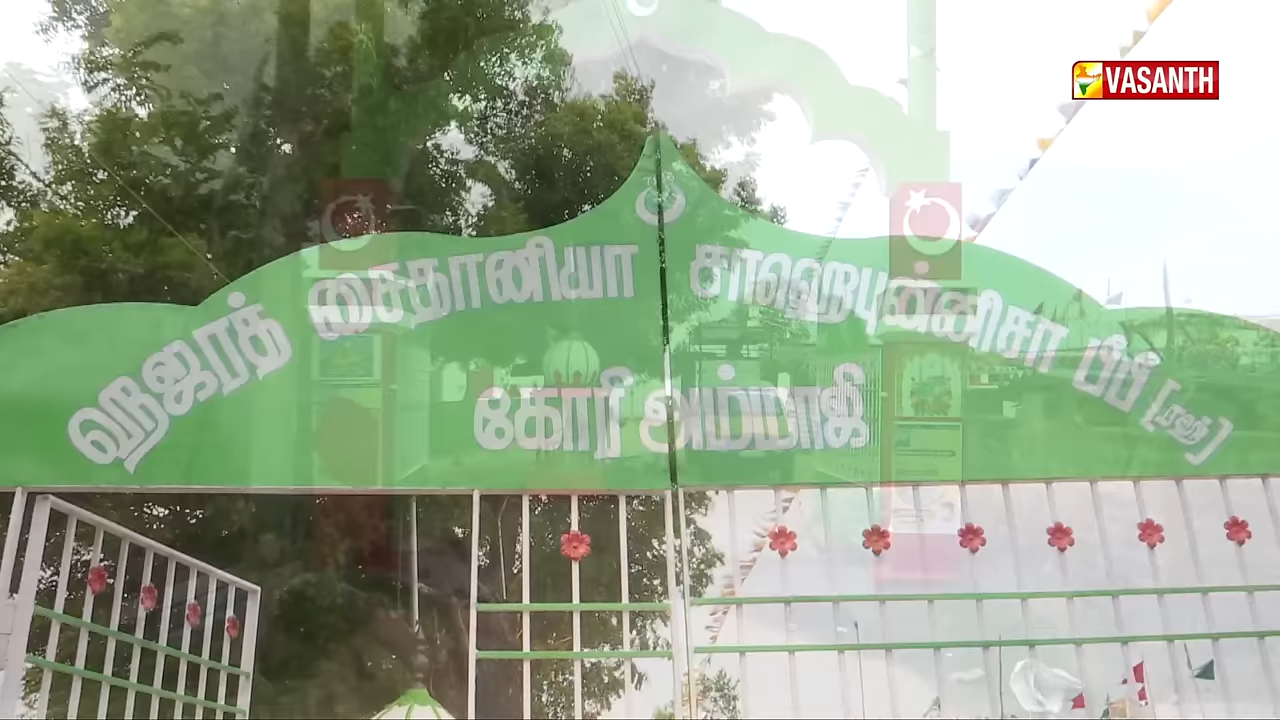 VASANTH
ஹஜரத் சைதானியா சாஹெபுன்னிசா பீபீ (ரஹ்)
கோரி அம்மாகி